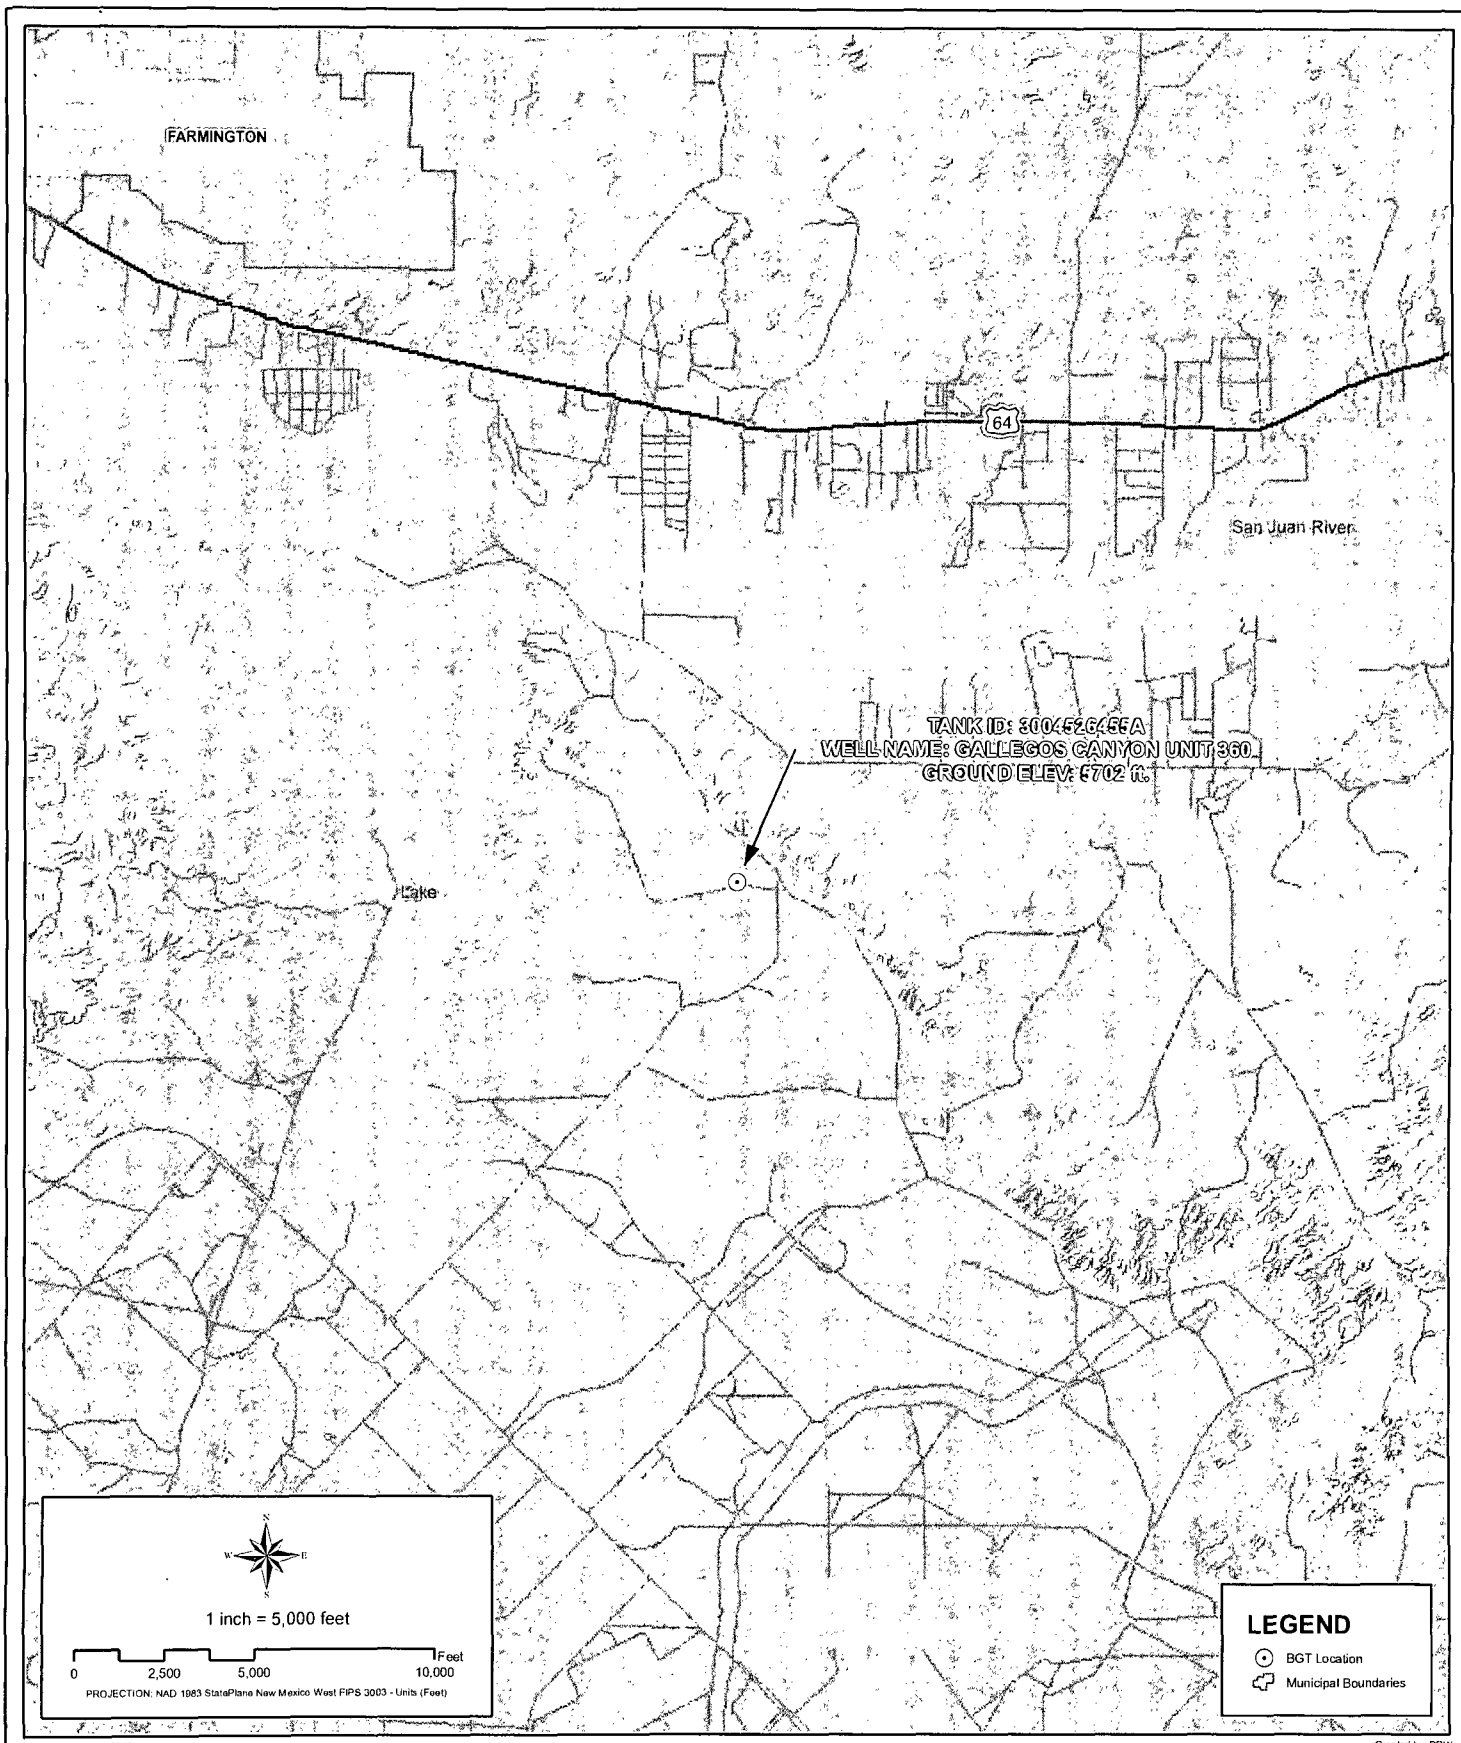 FARMINGTON
64
San Juan River
TANK ID: 3004526455A
WELL NAME: GALLEGOS CANYON UNIT 360
GROUND ELEV: 5702 ft.
Lake
N
W E
S
1 inch = 5,000 feet
Feet
0 2,500 5,000 10,000
PROJECTION: NAD 1983 StatePlane New Mexico West FIPS 3003 - Units (Feet)
LEGEND
BGT Location
Municipal Boundaries